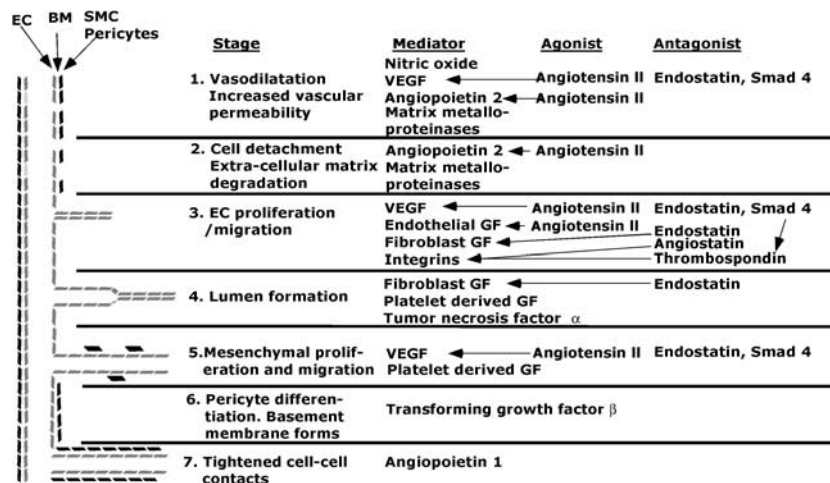 EC BM SMC
Pericytes
Stage Mediator Agonist Antagonist
Nitric oxide
1. Vasodilatation VEGF Angiotensin II Endostatin, Smad 4
Increased vascular Angiopoietin 2 Angiotensin II
permeability Matrix metallo-
proteinases
2. Cell detachment Angiopoietin 2 Angiotensin II
Extra-cellular matrix Matrix metallo-
degradation proteinases
3. EC proliferation VEGF Angiotensin II Endostatin, Smad 4
/migration Endothelial GF Angiotensin II
Fibroblast GF Endostatin
Angiostatin
Integrins Thrombospondin
Fibroblast GF Endostatin
4. Lumen formation Platelet derived GF
Tumor necrosis factor α
5.Mesenchymal prolif- VEGF Angiotensin II Endostatin, Smad 4
eration and migration Platelet derived GF
6. Pericyte differen-
tiation. Basement Transforming growth factor β
membrane forms
7. Tightened cell-cell Angiopoietin 1
contacts